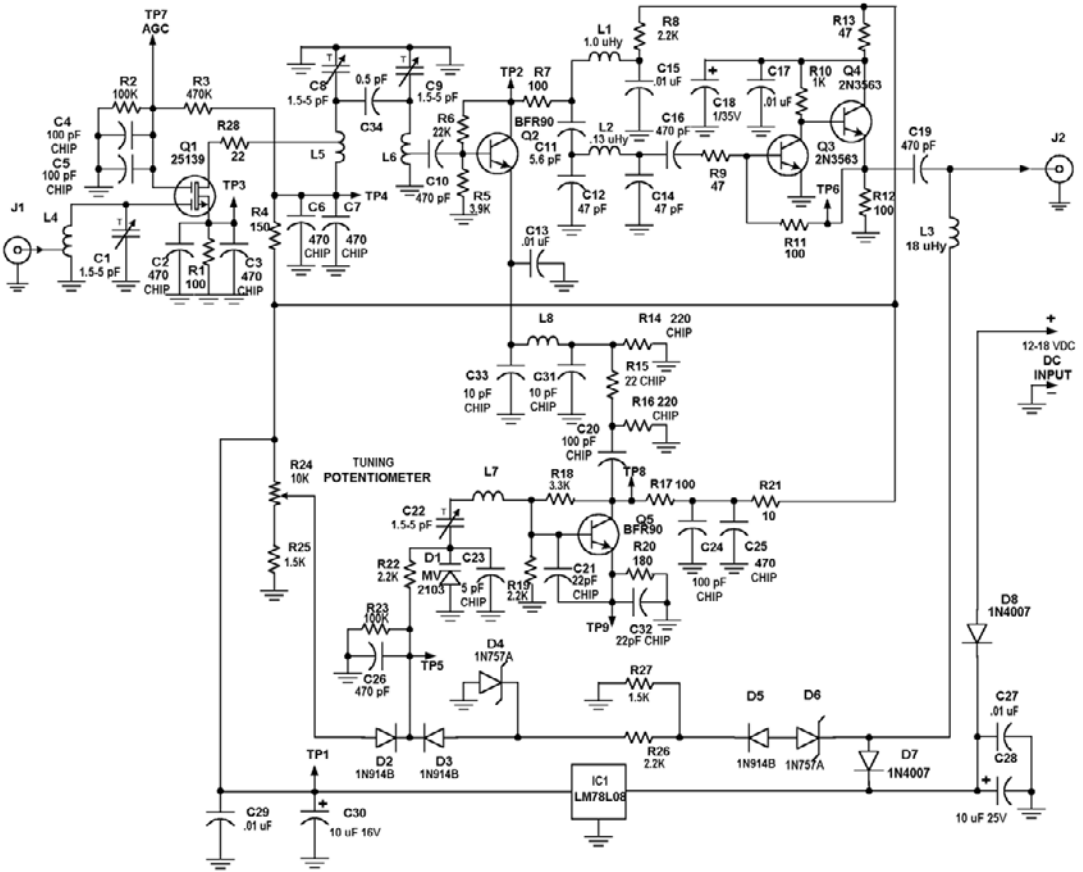 TP7
AGC
R2
100K
R3
470K
C4
100 pF
CHIP
C5
100 pF
CHIP
Q1
25139
R28
22
TP3
J1
L4
T
C1
1.5-5 pF
C2
470
CHIP
R1
100
C3
470
CHIP
R4
150
T
C8
1.5-5 pF
0.5 pF
C34
T
C9
1.5-5 pF
L5
L6
TP4
C6
470
CHIP
C7
470
CHIP
C10
470 pF
R6
22K
R5
3.9K
TP2
R7
100
BFR90
Q2
C13
.01 uF
L1
1.0 uHy
R8
2.2K
C15
.01 uF
C11
5.6 pF
L2
.13 uHy
C12
47 pF
C14
47 pF
C16
470 pF
R9
47
+
C18
1/35V
C17
.01 uF
R10
1K
R13
47
Q4
2N3563
Q3
2N3563
TP6
R11
100
R12
100
C19
470 pF
L3
18 uHy
J2
+
12-18 VDC
DC
INPUT
–
L8
R14
220
CHIP
R15
22 CHIP
R16 220
CHIP
C33
10 pF
CHIP
C31
10 pF
CHIP
C20
100 pF
CHIP
TP8
R24
10K
TUNING
POTENTIOMETER
R25
1.5K
L7
R18
3.3K
R17 100
R21
10
T
C22
1.5-5 pF
D1
MV
2103
C23
5 pF
CHIP
R22
2.2K
R19
2.2K
C21
22pF
CHIP
Q5
BFR90
R20
180
C32
22pF CHIP
TP9
C24
100 pF
CHIP
C25
470
CHIP
R23
100K
C26
470 pF
TP5
D4
1N757A
R27
1.5K
R26
2.2K
D5
1N914B
D6
1N757A
D8
1N4007
D7
1N4007
C27
.01 uF
C28
+
10 uF 25V
D2
1N914B
D3
1N914B
TP1
IC1
LM78L08
C29
.01 uF
+
C30
10 uF 16V